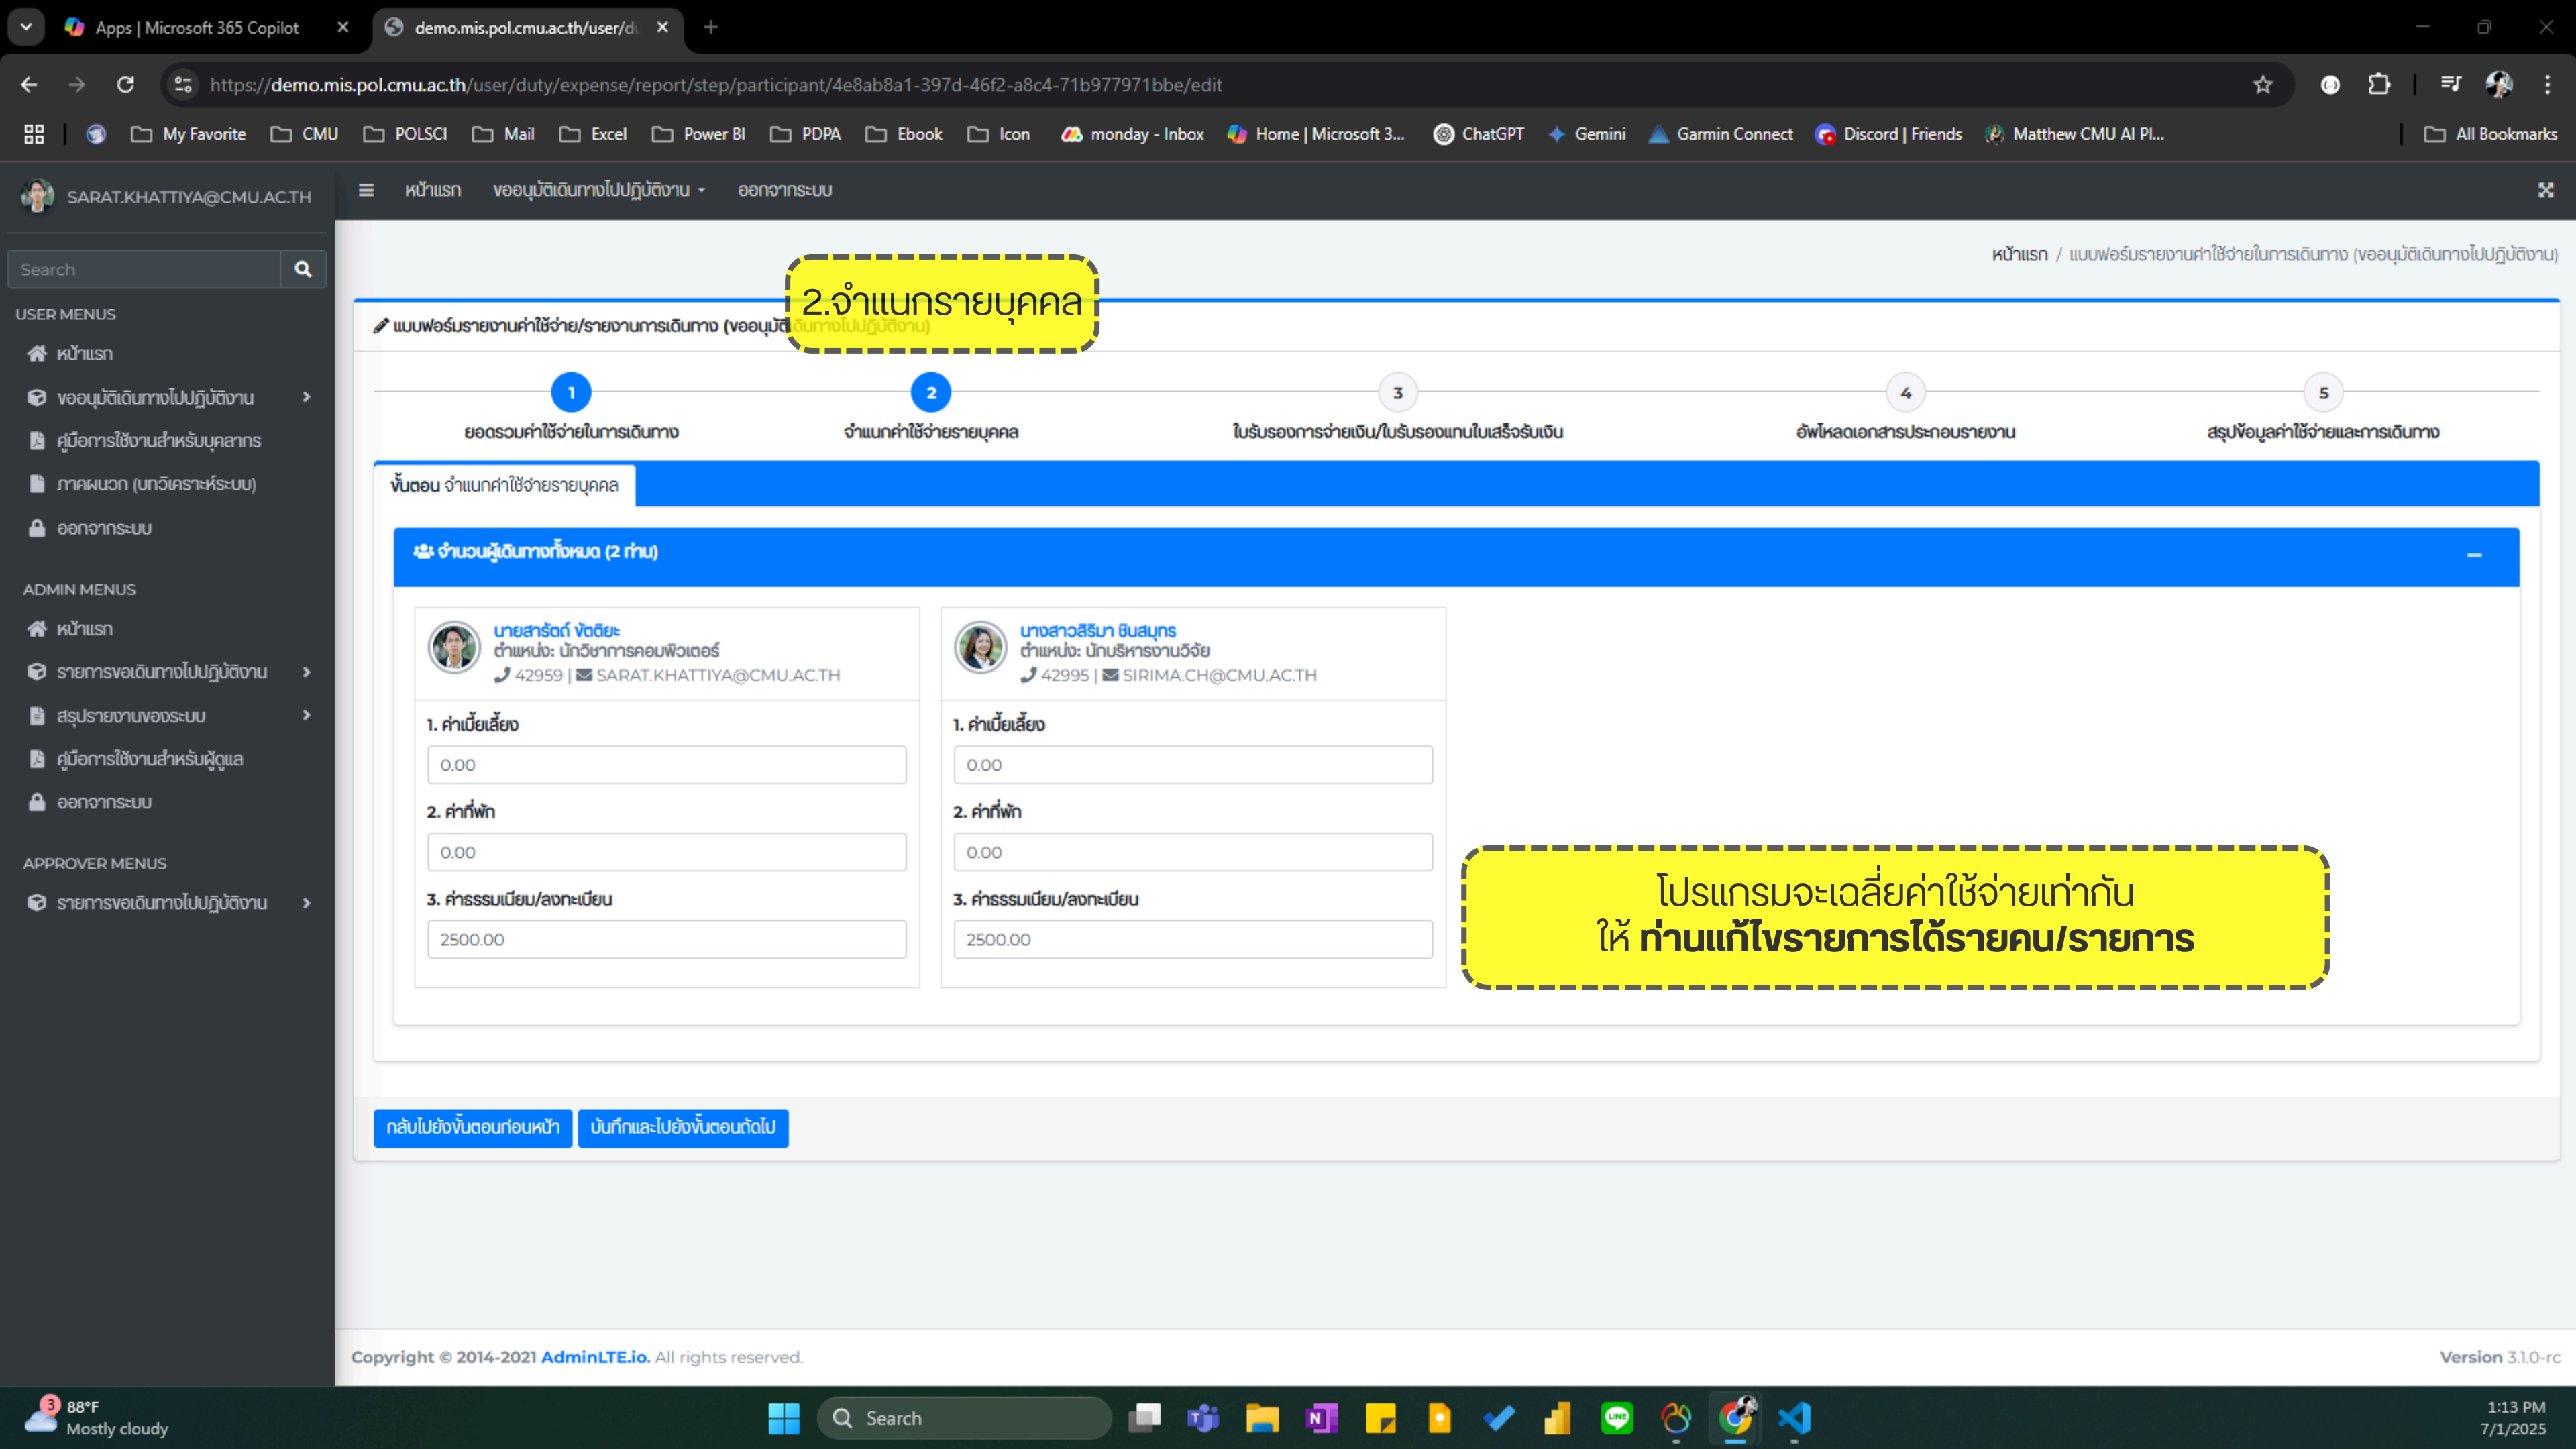 Apps | Microsoft 365 Copilot
demo.mis.pol.cmu.ac.th/user/du
https://demo.mis.pol.cmu.ac.th/user/duty/expense/report/step/participant/4e8ab8a1-397d-46f2-a8c4-71b977971bbe/edit
My Favorite CMU POLSCI Mail Excel Power BI PDPA Ebook Icon monday - Inbox Home | Microsoft 3... ChatGPT Gemini Garmin Connect Discord | Friends Matthew CMU AI Pl... All Bookmarks
SARAT.KHATTIYA@CMU.AC.TH
หน้าแรก ขออนุมัติเดินทางไปปฏิบัติงาน ออกจากระบบ
Search
USER MENUS
หน้าแรก
ขออนุมัติเดินทางไปปฏิบัติงาน
คู่มือการใช้งานสำหรับบุคลากร
ภาคผนวก (บทวิเคราะห์ระบบ)
ออกจากระบบ
ADMIN MENUS
หน้าแรก
รายการขอเดินทางไปปฏิบัติงาน
สรุปรายงานของระบบ
คู่มือการใช้งานสำหรับผู้ดูแล
ออกจากระบบ
APPROVER MENUS
รายการขอเดินทางไปปฏิบัติงาน
หน้าแรก / แบบฟอร์มรายงานค่าใช้จ่ายในการเดินทาง (ขออนุมัติเดินทางไปปฏิบัติงาน)
2.จำแนกรายบุคคล
แบบฟอร์มรายงานค่าใช้จ่าย/รายงานการเดินทาง (ขออนุมัติเดินทางไปปฏิบัติงาน)
1 2 3 4 5
ยอดรวมค่าใช้จ่ายในการเดินทาง จำแนกค่าใช้จ่ายรายบุคคล ใบรับรองการจ่ายเงิน/ใบรับรองแทนใบเสร็จรับเงิน อัพโหลดเอกสารประกอบรายงาน สรุปข้อมูลค่าใช้จ่ายและการเดินทาง
ขั้นตอน จำแนกค่าใช้จ่ายรายบุคคล
จำนวนผู้เดินทางทั้งหมด (2 ท่าน)
นายสารัตถ์ ขัตติยะ
ตำแหน่ง: นักวิชาการคอมพิวเตอร์
42959 | SARAT.KHATTIYA@CMU.AC.TH
1. ค่าเบี้ยเลี้ยง
0.00
2. ค่าที่พัก
0.00
3. ค่าธรรมเนียม/ลงทะเบียน
2500.00
นางสาวสิริมา ชินสมุทร
ตำแหน่ง: นักบริหารงานวิจัย
42995 | SIRIMA.CH@CMU.AC.TH
1. ค่าเบี้ยเลี้ยง
0.00
2. ค่าที่พัก
0.00
3. ค่าธรรมเนียม/ลงทะเบียน
2500.00
โปรแกรมจะเฉลี่ยค่าใช้จ่ายเท่ากัน
ให้ ท่านแก้ไขรายการได้รายคน/รายการ
กลับไปยังขั้นตอนก่อนหน้า บันทึกและไปยังขั้นตอนถัดไป
Copyright © 2014-2021 AdminLTE.io. All rights reserved.
Version 3.1.0-rc
3
88°F
Mostly cloudy
Search
1:13 PM
7/1/2025